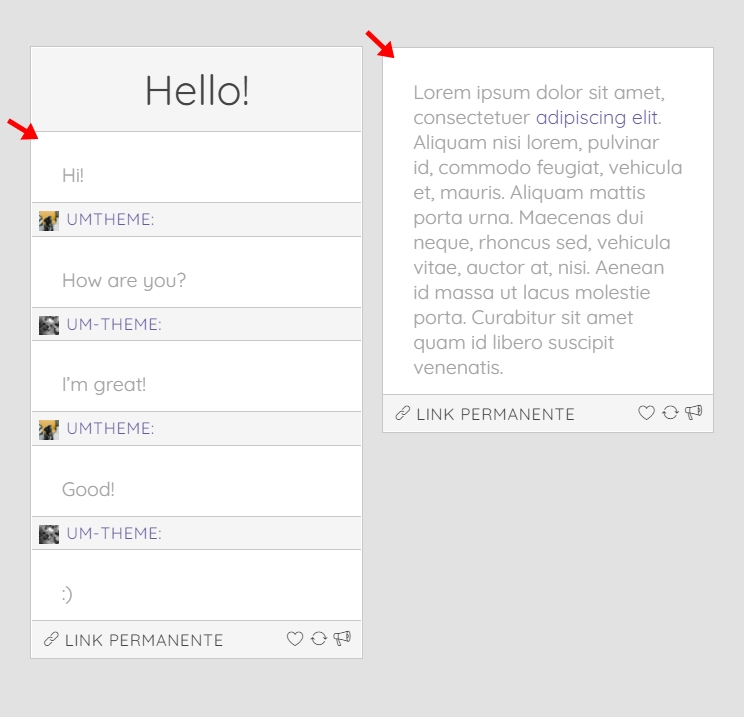 Hello!
Hi!
UMTHEME:
How are you?
UM-THEME:
I'm great!
UMTHEME:
Good!
UM-THEME:
:)
LINK PERMANENTE
Lorem ipsum dolor sit amet,
consectetuer adipiscing elit.
Aliquam nisi lorem, pulvinar
id, commodo feugiat, vehicula
et, mauris. Aliquam mattis
porta urna. Maecenas dui
neque, rhoncus sed, vehicula
vitae, auctor at, nisi. Aenean
id massa ut lacus molestie
porta. Curabitur sit amet
quam id libero suscipit
venenatis.
LINK PERMANENTE